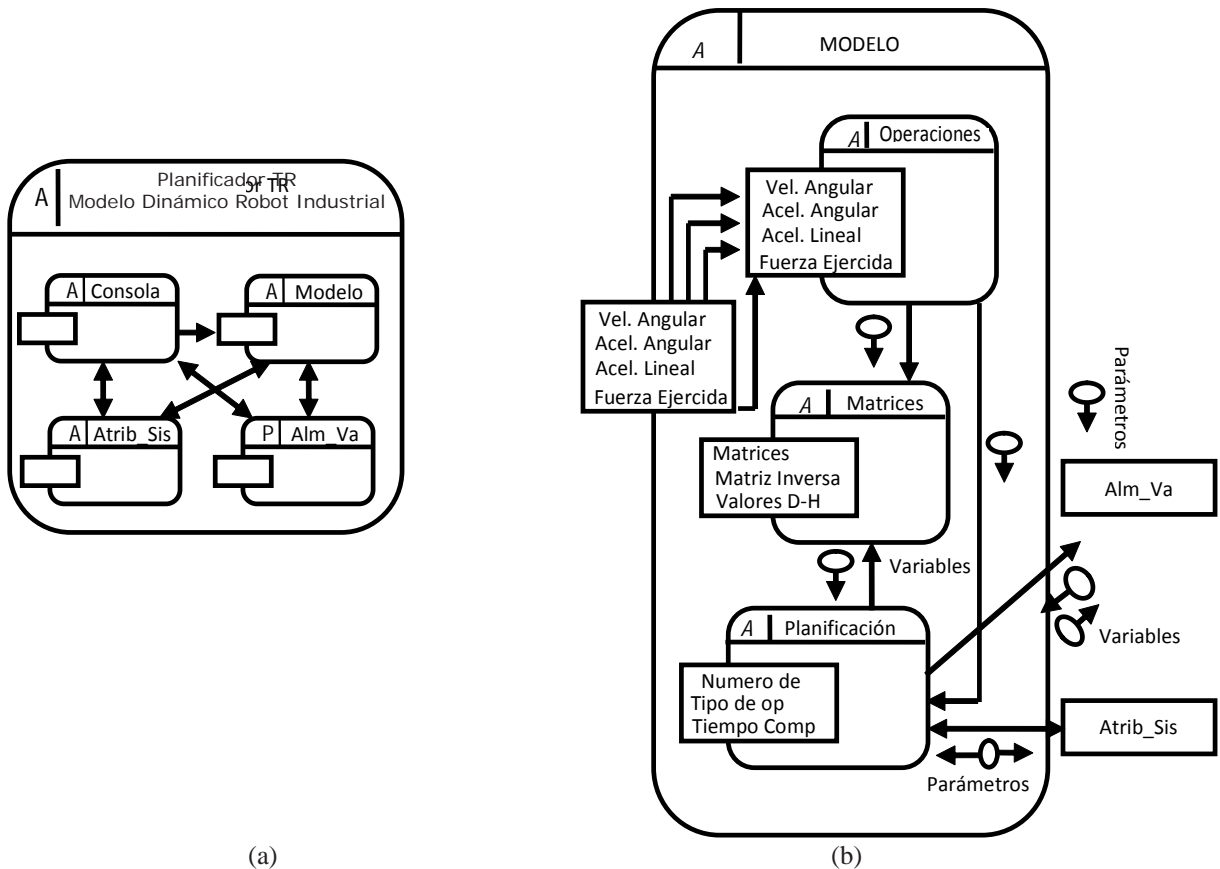 A
Planificador TR
or TR
Modelo Dinámico Robot Industrial
A Consola
A Modelo
A Atrib_Sis
P Alm_Va
(a)
A MODELO
A Operaciones
Vel. Angular
Acel. Angular
Acel. Lineal
Fuerza Ejercida
Vel. Angular
Acel. Angular
Acel. Lineal
Fuerza Ejercida
A Matrices
Matrices
Matriz Inversa
Valores D-H
Variables
A Planificación
Numero de
Tipo de op
Tiempo Comp
Parámetros
Alm_Va
Variables
Atrib_Sis
Parámetros
(b)